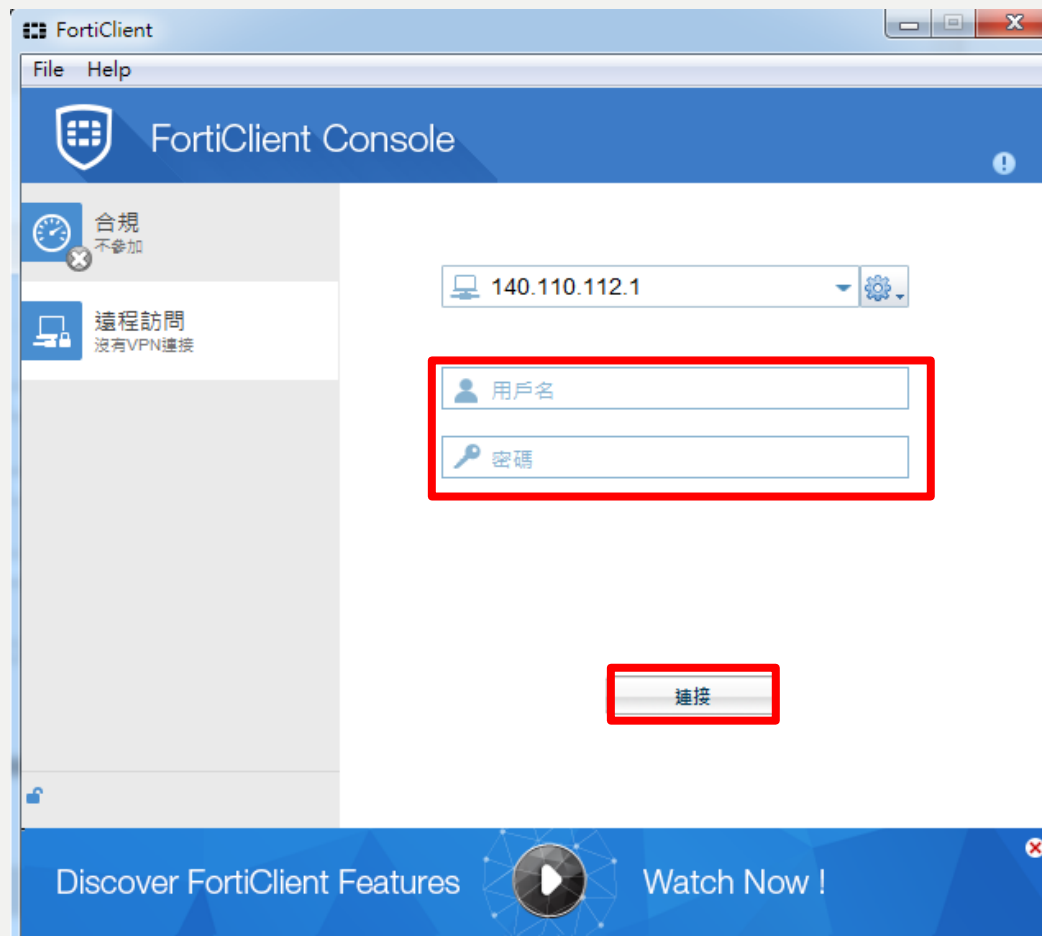 FortiClient
File Help
FortiClient Console
合規
不參加
遠程訪問
沒有VPN連接
140.110.112.1
用戶名
密碼
連接
Discover FortiClient Features
Watch Now !